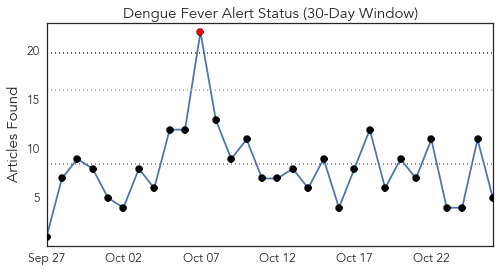 Dengue Fever Alert Status (30-Day Window)
Articles Found
20
15
10
5
Sep 27 Oct 02 Oct 07 Oct 12 Oct 17 Oct 22